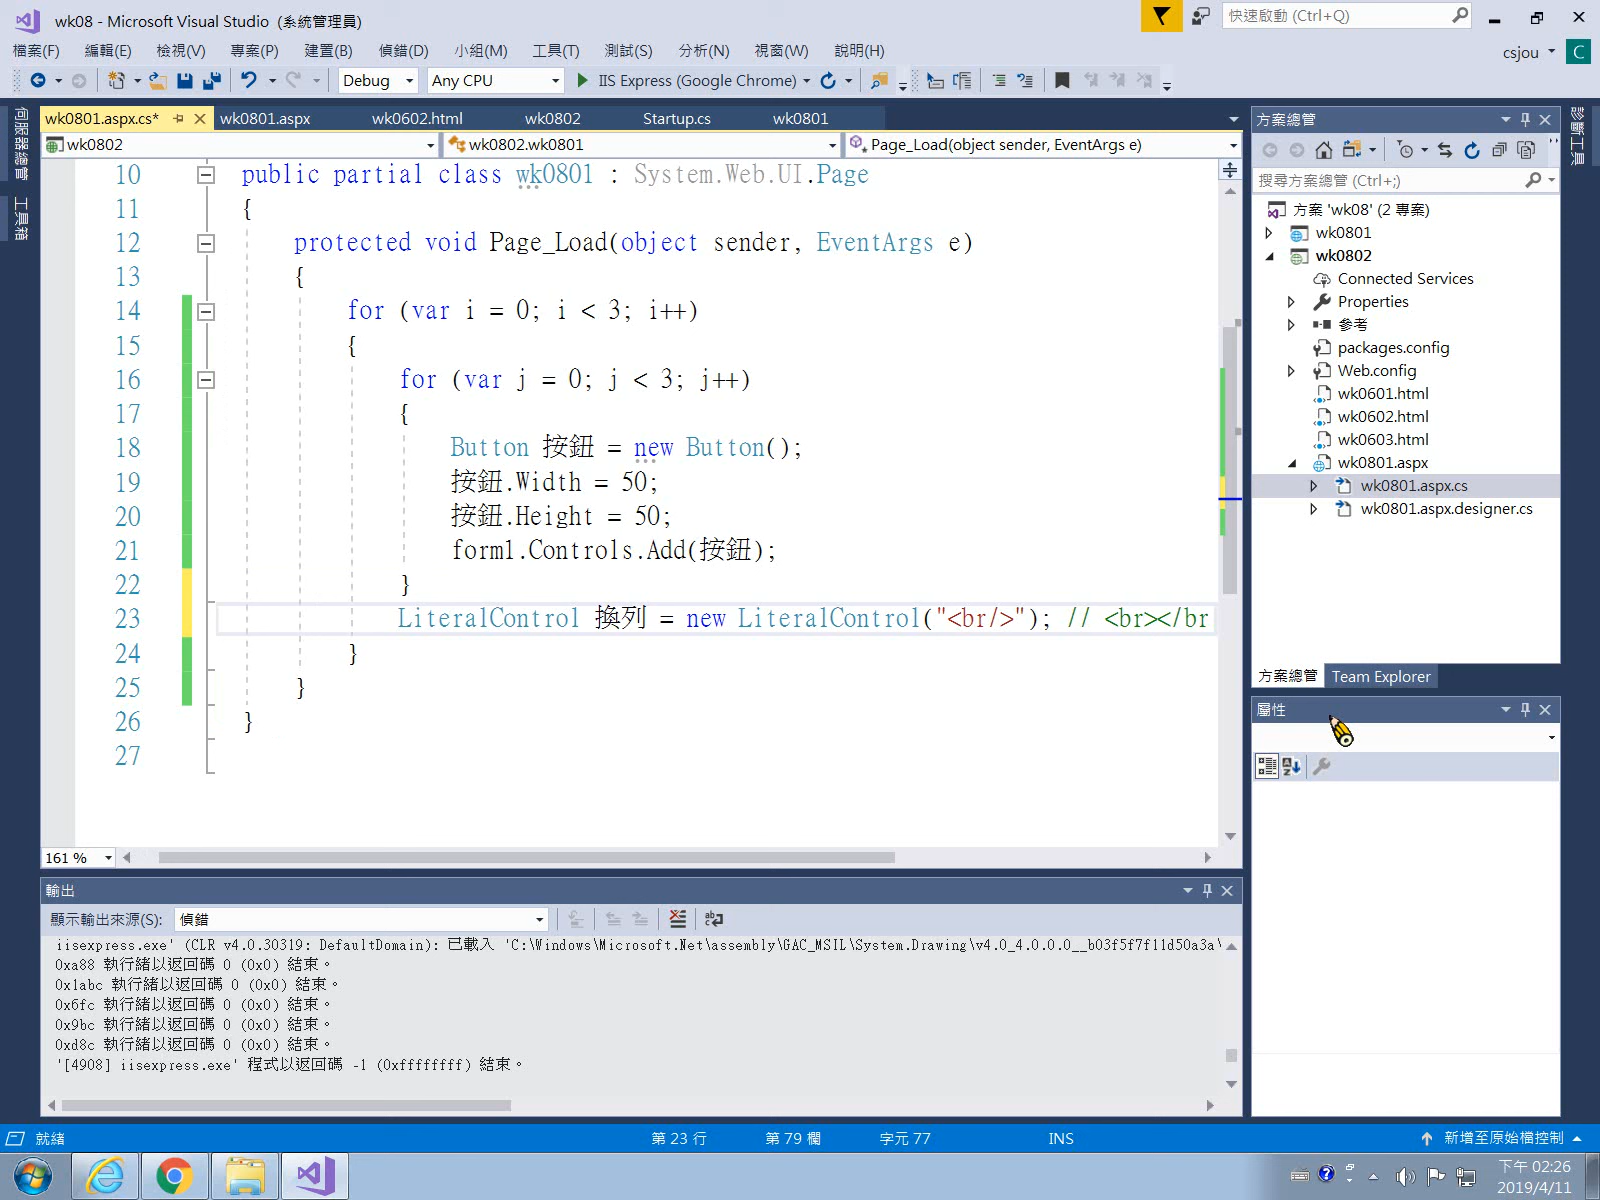 wk08 - Microsoft Visual Studio (系統管理員)
快速啟動 (Ctrl+Q)
檔案(F) 編輯(E) 檢視(V) 專案(P) 建置(B) 偵錯(D) 小組(M) 工具(T) 測試(S) 分析(N) 視窗(W) 說明(H)
csjou C
Debug Any CPU IIS Express (Google Chrome)
伺服器總管
工具箱
診斷工具
wk0801.aspx.cs* wk0801.aspx wk0602.html wk0802 Startup.cs wk0801
wk0802 wk0802.wk0801 Page_Load(object sender, EventArgs e)
10 public partial class wk0801 : System.Web.UI.Page
11 {
12 protected void Page_Load(object sender, EventArgs e)
13 {
14 for (var i = 0; i < 3; i++)
15 {
16 for (var j = 0; j < 3; j++)
17 {
18 Button 按鈕 = new Button();
19 按鈕.Width = 50;
20 按鈕.Height = 50;
21 form1.Controls.Add(按鈕);
22 }
23 LiteralControl 換列 = new LiteralControl("<br/>"); // <br></br
24 }
25 }
26 }
27
161 %
方案總管
搜尋方案總管 (Ctrl+;)
方案 'wk08' (2 專案)
wk0801
wk0802
Connected Services
Properties
參考
packages.config
Web.config
wk0601.html
wk0602.html
wk0603.html
wk0801.aspx
wk0801.aspx.cs
wk0801.aspx.designer.cs
方案總管 Team Explorer
屬性
輸出
顯示輸出來源(S): 偵錯
iisexpress.exe' (CLR v4.0.30319: DefaultDomain): 已載入 'C:\Windows\Microsoft.Net\assembly\GAC_MSIL\System.Drawing\v4.0_4.0.0.0__b03f5f7f11d50a3a\
0xa88 執行緒以返回碼 0 (0x0) 結束。
0x1abc 執行緒以返回碼 0 (0x0) 結束。
0x6fc 執行緒以返回碼 0 (0x0) 結束。
0x9bc 執行緒以返回碼 0 (0x0) 結束。
0xd8c 執行緒以返回碼 0 (0x0) 結束。
'[4908] iisexpress.exe' 程式以返回碼 -1 (0xffffffff) 結束。
就緒 第 23 行 第 79 欄 字元 77 INS 新增至原始檔控制
下午 02:26
2019/4/11